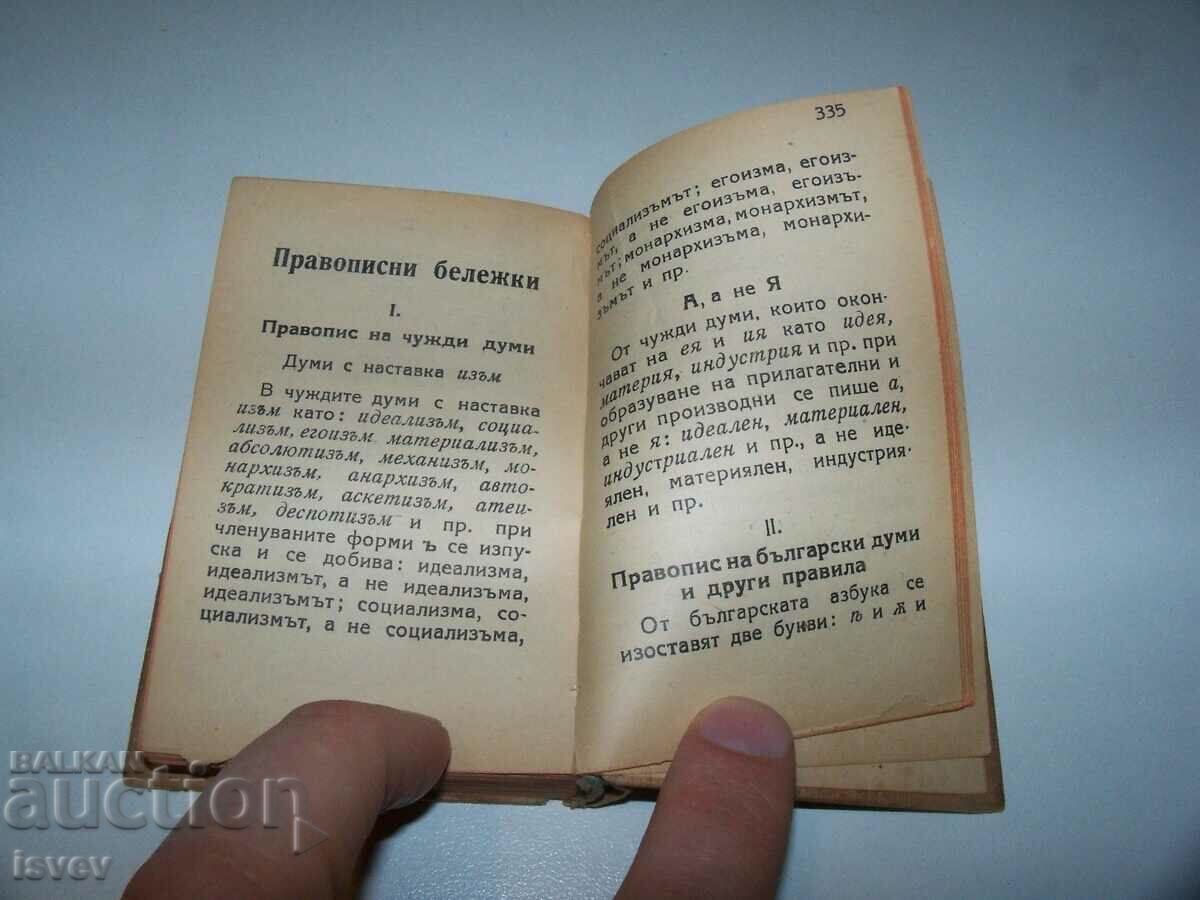 Правописни бележки
I.
Правопис на чужди думи
Думи с наставка изъм
В чуждите думи с наставка
изъм като: идеализъм, социа-
лизъм, егоизъм материализъм,
абсолютизъм, механизъм, мо-
нархизъм, анархизъм, авто-
кратизъм, аскетизъм, атеи-
зъм, деспотизъм и пр. при
членуваните форми ъ се изпу-
ска и се добива: идеализма,
идеализмът, а не идеализъма,
идеализъмът; социализма, со-
циализмът, а не социализъма,
335
социализъмът; егоизма, егоиз-
мът, а не егоизъма, егоизъ-
мът; монархизма, монархизмът,
а не монархизъма, монархи-
зъмът и пр.
А, а не Я
От чужди думи, които окон-
чават на ея и ия като идея,
материя, индустрия и пр. при
образуване на прилагателни и
други производни се пише а,
а не я: идеален, материален,
индустриален и пр., а не иде-
ялен, материялен, индустрия-
лен и пр.
II.
Правопис на български думи
и други правила
От българската азбука се
изоставят две букви: ѣ и ѫ и
BALKAN
auction
isvev